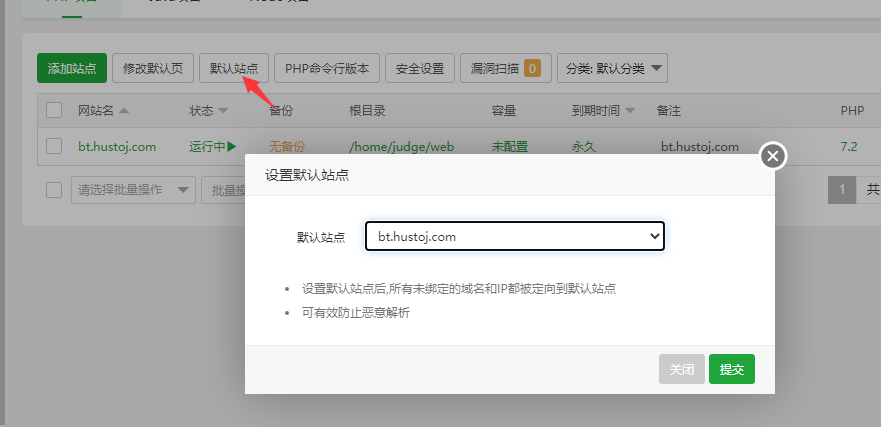 添加站点 修改默认页 默认站点 PHP命令行版本 安全设置 漏洞扫描 0 分类: 默认分类
网站名 状态 备份 根目录 容量 到期时间 备注 PHP
bt.hustoj.com 运行中 无备份 /home/judge/web 未配置 永久 bt.hustoj.com 7.2
请选择批量操作 批量操 1 共
设置默认站点
默认站点 bt.hustoj.com
设置默认站点后,所有未绑定的域名和IP都被定向到默认站点
可有效防止恶意解析
关闭 提交